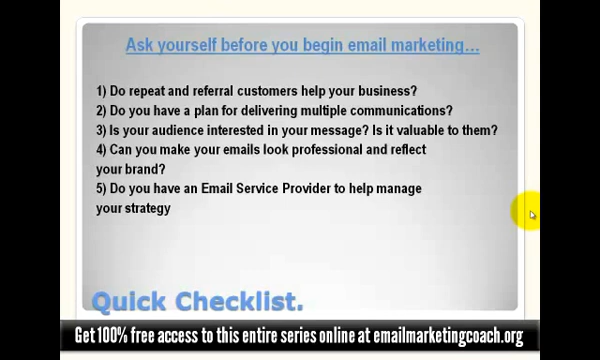 Ask yourself before you begin email marketing…
1) Do repeat and referral customers help your business?
2) Do you have a plan for delivering multiple communications?
3) Is your audience interested in your message? Is it valuable to them?
4) Can you make your emails look professional and reflect
your brand?
5) Do you have an Email Service Provider to help manage
your strategy
Quick Checklist.
Get 100% free access to this entire series online at emailmarketingcoach.org